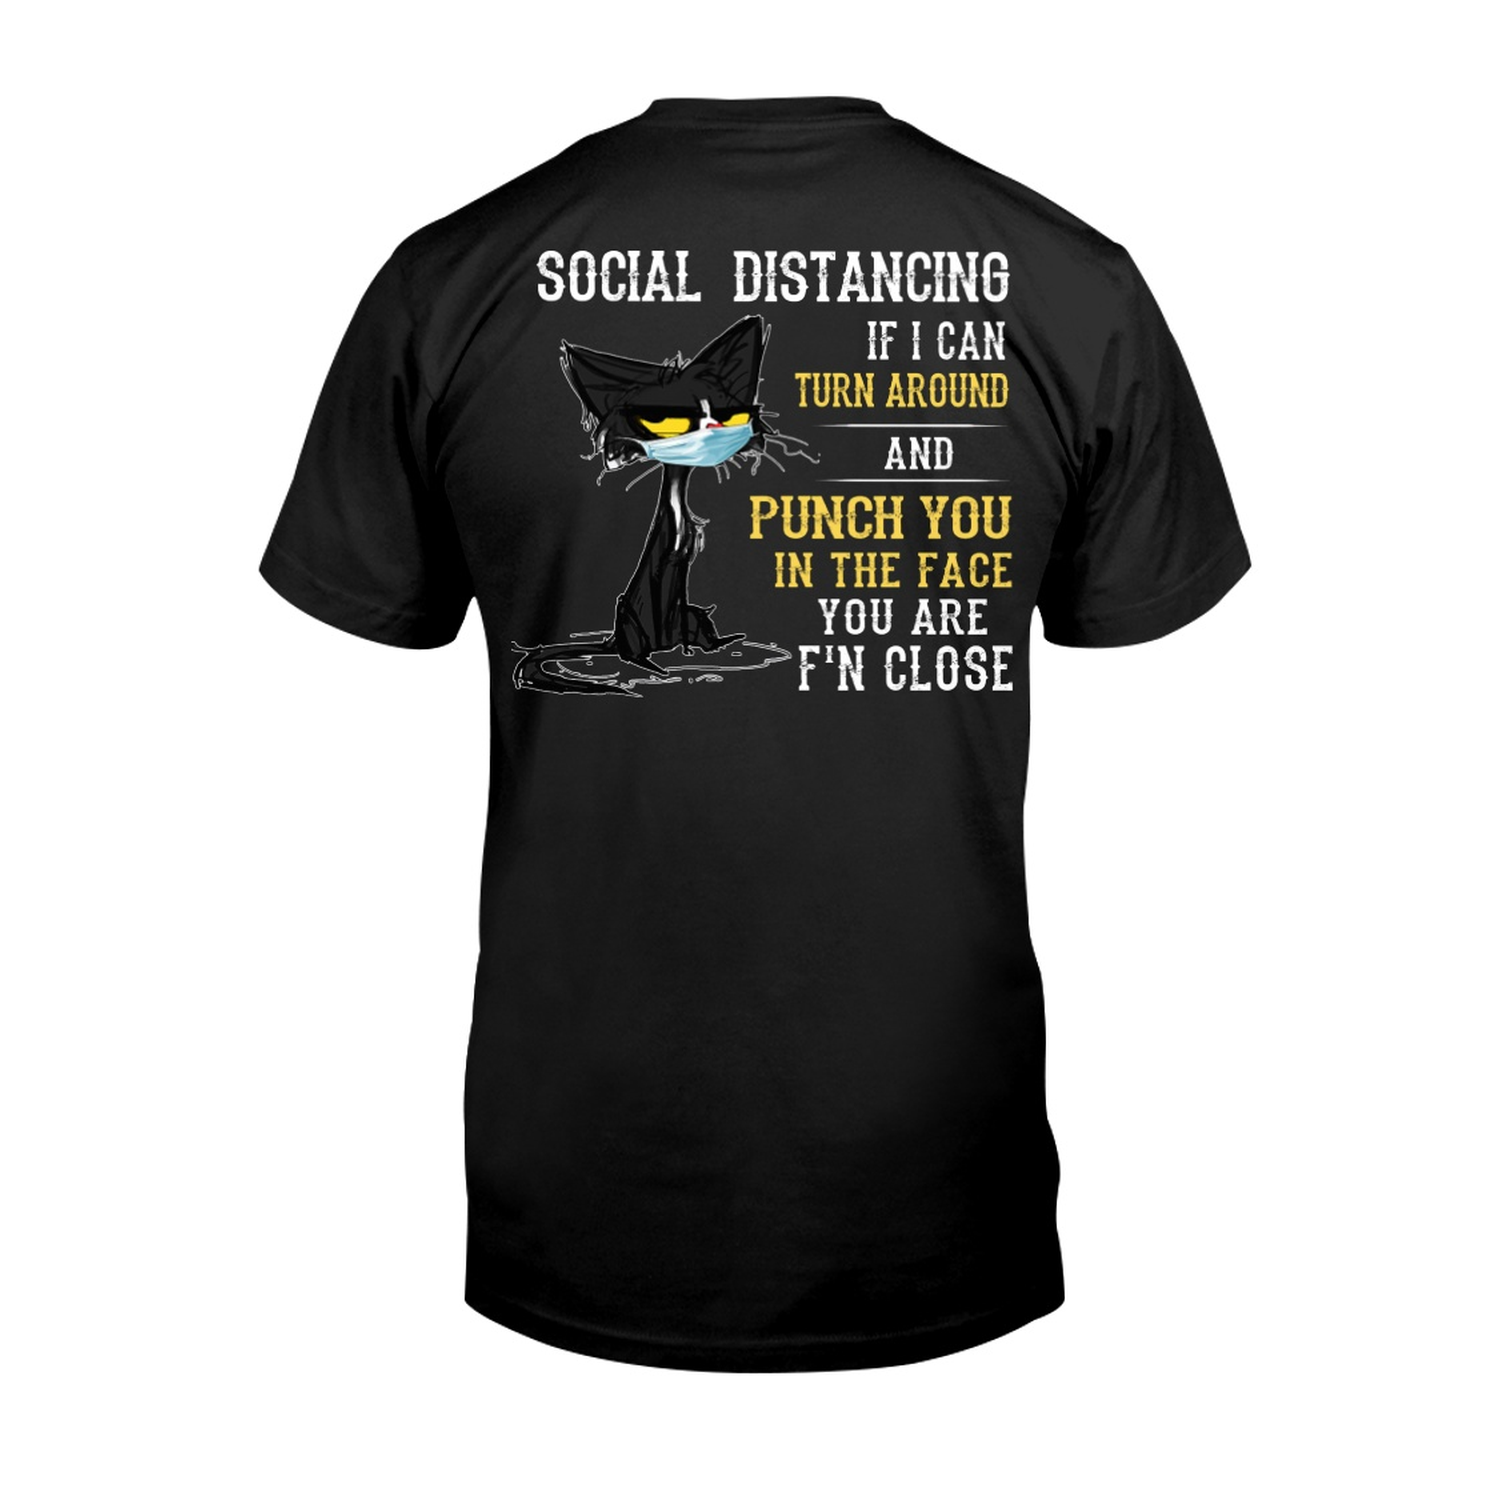 SOCIAL DISTANCING
IF I CAN
TURN AROUND
AND
PUNCH YOU
IN THE FACE
YOU ARE
F'N CLOSE